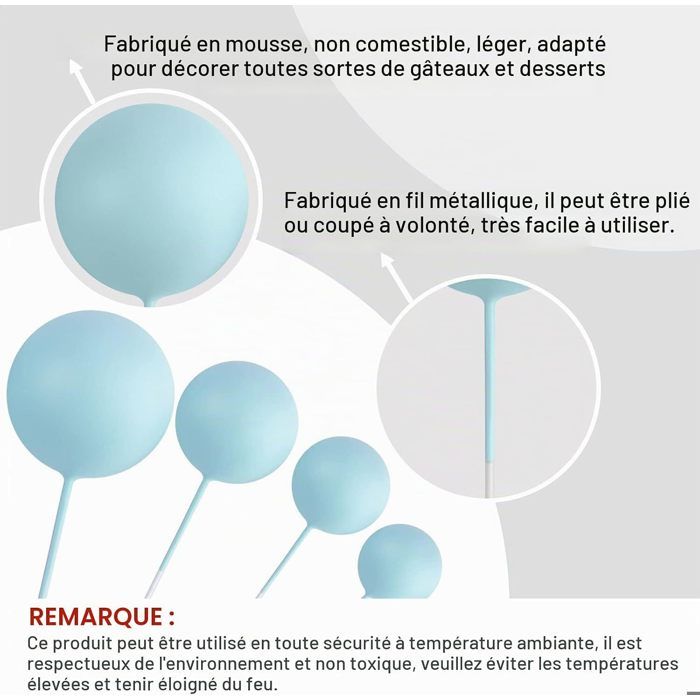 Fabriqué en mousse, non comestible, léger, adapté
pour décorer toutes sortes de gâteaux et desserts
Fabriqué en fil métallique, il peut être plié
ou coupé à volonté, très facile à utiliser.
REMARQUE :
Ce produit peut être utilisé en toute sécurité à température ambiante, il est
respectueux de l'environnement et non toxique, veuillez éviter les températures
élevées et tenir éloigné du feu.